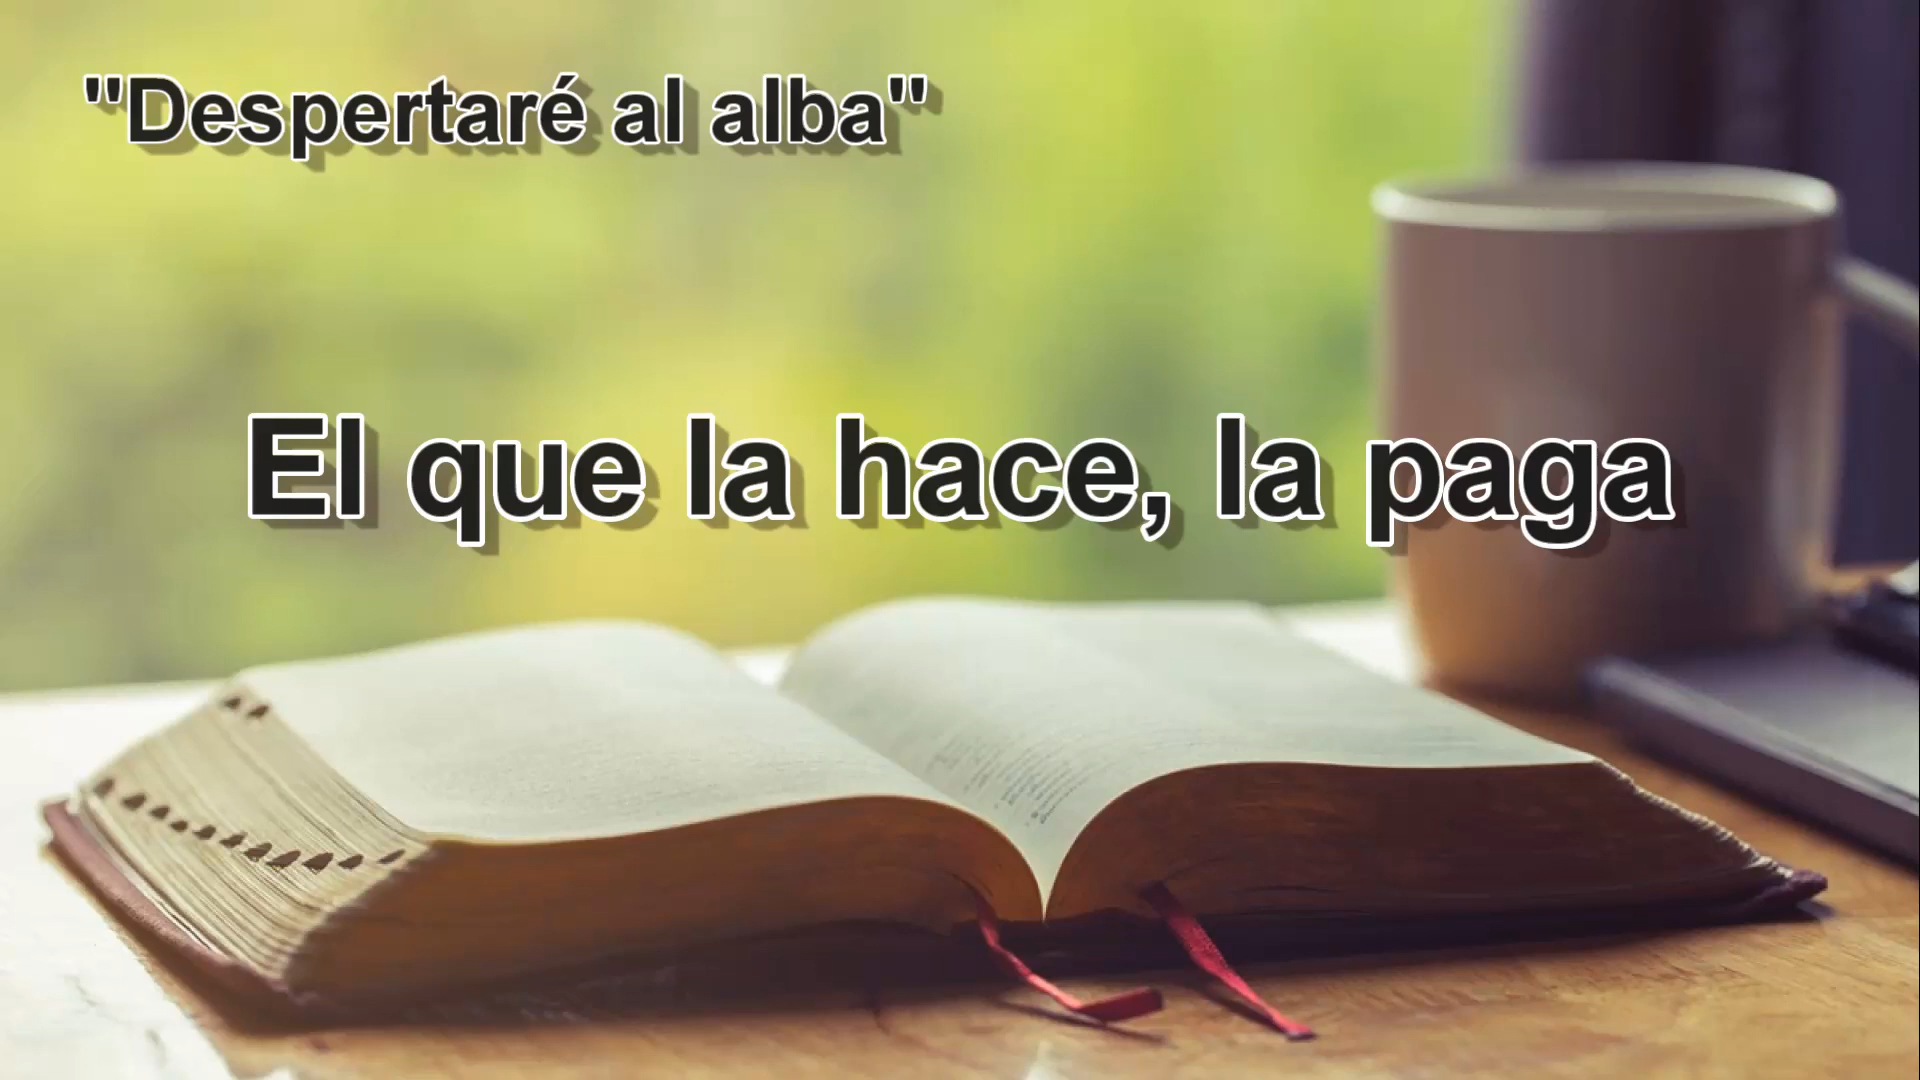 "Despertaré al alba"
El que la hace, la paga